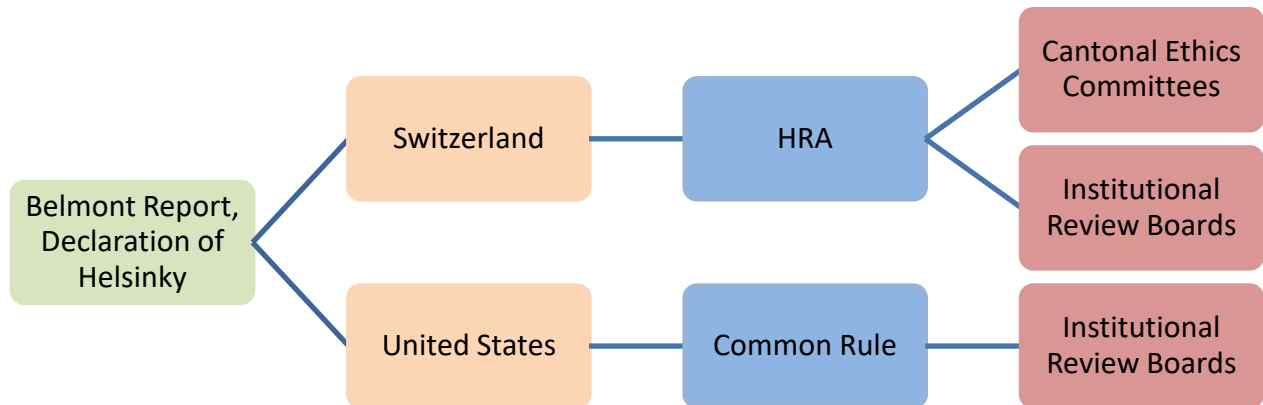 Belmont Report,
Declaration of
Helsinky
Switzerland
HRA
Cantonal Ethics
Committees
Institutional
Review Boards
United States
Common Rule
Institutional
Review Boards